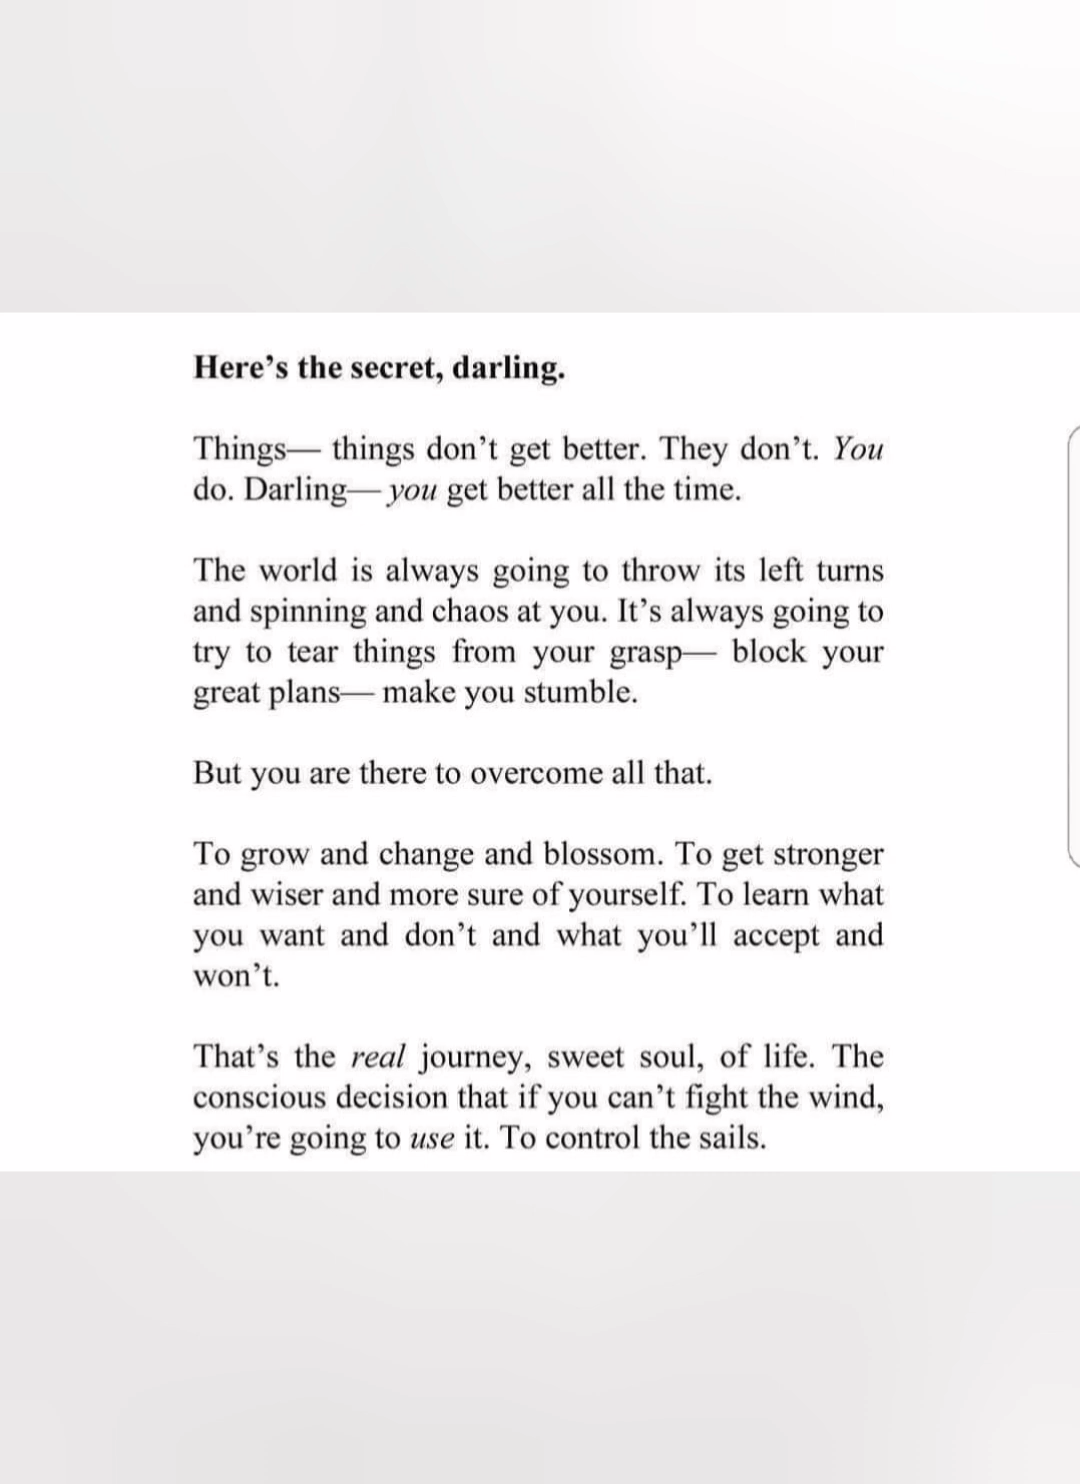 Here’s the secret, darling.
Things— things don’t get better. They don’t. You
do. Darling— you get better all the time.
The world is always going to throw its left turns
and spinning and chaos at you. It’s always going to
try to tear things from your grasp— block your
great plans— make you stumble.
But you are there to overcome all that.
To grow and change and blossom. To get stronger
and wiser and more sure of yourself. To learn what
you want and don’t and what you’ll accept and
won’t.
That’s the real journey, sweet soul, of life. The
conscious decision that if you can’t fight the wind,
you’re going to use it. To control the sails.